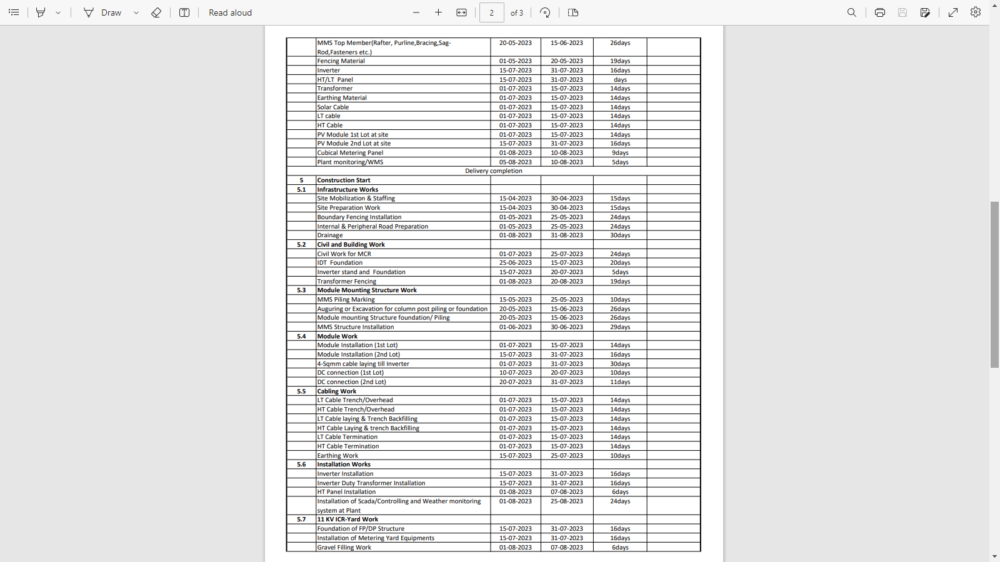 Draw
Read aloud
2 of 3
MMS Top Member(Rafter, Purline,Bracing,Sag-Rod,Fasteners etc.) 20-05-2023 15-06-2023 26days
Fencing Material 01-05-2023 20-05-2023 19days
Inverter 15-07-2023 31-07-2023 16days
HT/LT Panel 15-07-2023 31-07-2023 days
Transformer 01-07-2023 15-07-2023 14days
Earthing Material 01-07-2023 15-07-2023 14days
Solar Cable 01-07-2023 15-07-2023 14days
LT cable 01-07-2023 15-07-2023 14days
HT Cable 01-07-2023 15-07-2023 14days
PV Module 1st Lot at site 01-07-2023 15-07-2023 14days
PV Module 2nd Lot at site 15-07-2023 31-07-2023 16days
Cubical Metering Panel 01-08-2023 10-08-2023 9days
Plant monitoring/WMS 05-08-2023 10-08-2023 5days
Delivery completion
5 Construction Start
5.1 Infrastructure Works
Site Mobilization & Staffing 15-04-2023 30-04-2023 15days
Site Preparation Work 15-04-2023 30-04-2023 15days
Boundary Fencing Installation 01-05-2023 25-05-2023 24days
Internal & Peripheral Road Preparation 01-05-2023 25-05-2023 24days
Drainage 01-08-2023 31-08-2023 30days
5.2 Civil and Building Work
Civil Work for MCR 01-07-2023 25-07-2023 24days
IDT Foundation 25-06-2023 15-07-2023 20days
Inverter stand and Foundation 15-07-2023 20-07-2023 5days
Transformer Fencing 01-08-2023 20-08-2023 19days
5.3 Module Mounting Structure Work
MMS Piling Marking 15-05-2023 25-05-2023 10days
Auguring or Excavation for column post piling or foundation 20-05-2023 15-06-2023 26days
Module mounting Structure foundation/ Piling 20-05-2023 15-06-2023 26days
MMS Structure Installation 01-06-2023 30-06-2023 29days
5.4 Module Work
Module Installation (1st Lot) 01-07-2023 15-07-2023 14days
Module Installation (2nd Lot) 15-07-2023 31-07-2023 16days
4-Sqmm cable laying till Inverter 01-07-2023 31-07-2023 30days
DC connection (1st Lot) 10-07-2023 20-07-2023 10days
DC connection (2nd Lot) 20-07-2023 31-07-2023 11days
5.5 Cabling Work
LT Cable Trench/Overhead 01-07-2023 15-07-2023 14days
HT Cable Trench/Overhead 01-07-2023 15-07-2023 14days
LT Cable laying & Trench Backfilling 01-07-2023 15-07-2023 14days
HT Cable Laying & trench Backfilling 01-07-2023 15-07-2023 14days
LT Cable Termination 01-07-2023 15-07-2023 14days
HT Cable Termination 01-07-2023 15-07-2023 14days
Earthing Work 15-07-2023 25-07-2023 10days
5.6 Installation Works
Inverter Installation 15-07-2023 31-07-2023 16days
Inverter Duty Transformer Installation 15-07-2023 31-07-2023 16days
HT Panel Installation 01-08-2023 07-08-2023 6days
Installation of Scada/Controlling and Weather monitoring system at Plant 01-08-2023 25-08-2023 24days
5.7 11 KV ICR-Yard Work
Foundation of FP/DP Structure 15-07-2023 31-07-2023 16days
Installation of Metering Yard Equipments 15-07-2023 31-07-2023 16days
Gravel Filling Work 01-08-2023 07-08-2023 6days